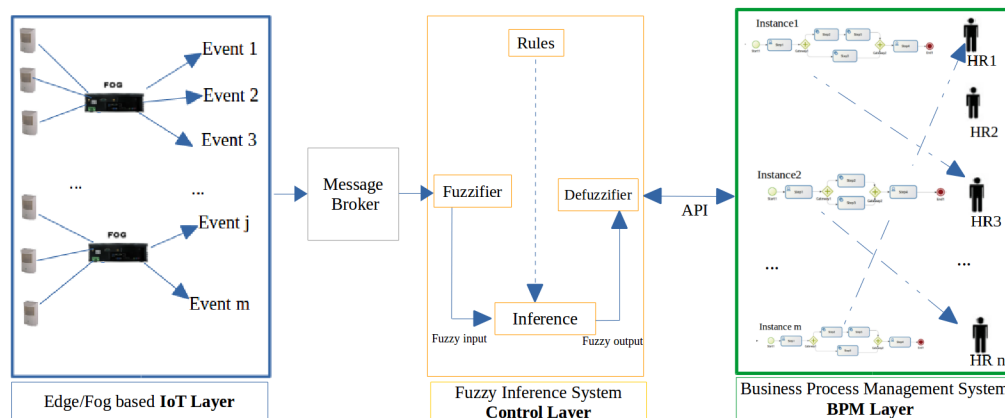 FOG
Event 1
Event 2
Event 3
...
...
FOG
Event j
Event m
Edge/Fog based IoT Layer
Message
Broker
Rules
Fuzzifier
Defuzzifier
Inference
Fuzzy input
Fuzzy output
Fuzzy Inference System
Control Layer
API
Instance1
HR1
HR2
Instance2
HR3
...
...
Instance m
HR n
Business Process Management System
BPM Layer